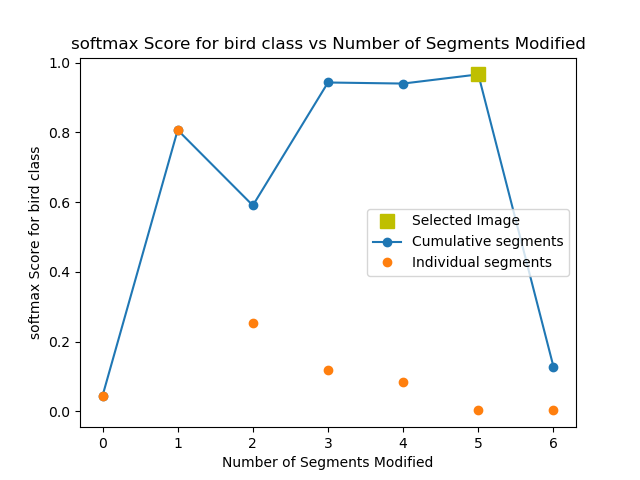 softmax Score for bird class vs Number of Segments Modified
softmax Score for bird class
1.0
0.8
0.6
0.4
0.2
0.0
Selected Image
Cumulative segments
Individual segments
0 1 2 3 4 5 6
Number of Segments Modified